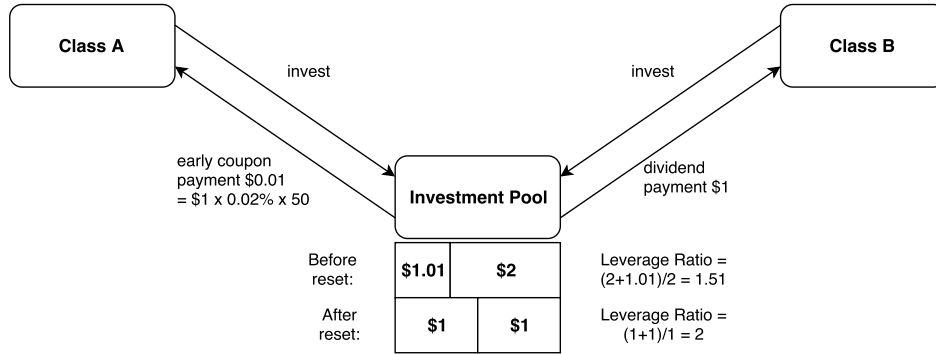 Class A
Class B
invest
invest
early coupon
payment $0.01
= $1 x 0.02% x 50
dividend
payment $1
Investment Pool
Before
reset:
$1.01
$2
Leverage Ratio =
(2+1.01)/2 = 1.51
After
reset:
$1
$1
Leverage Ratio =
(1+1)/1 = 2